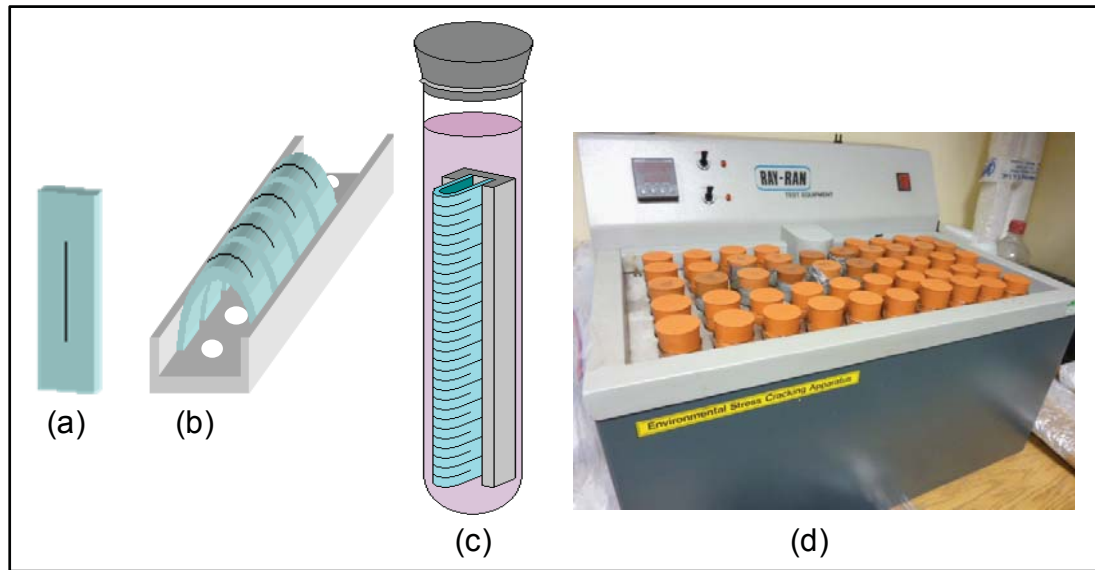 RAY-RAN
TEST EQUIPMENT
Environmental Stress Cracking Apparatus
(a)
(b)
(c)
(d)